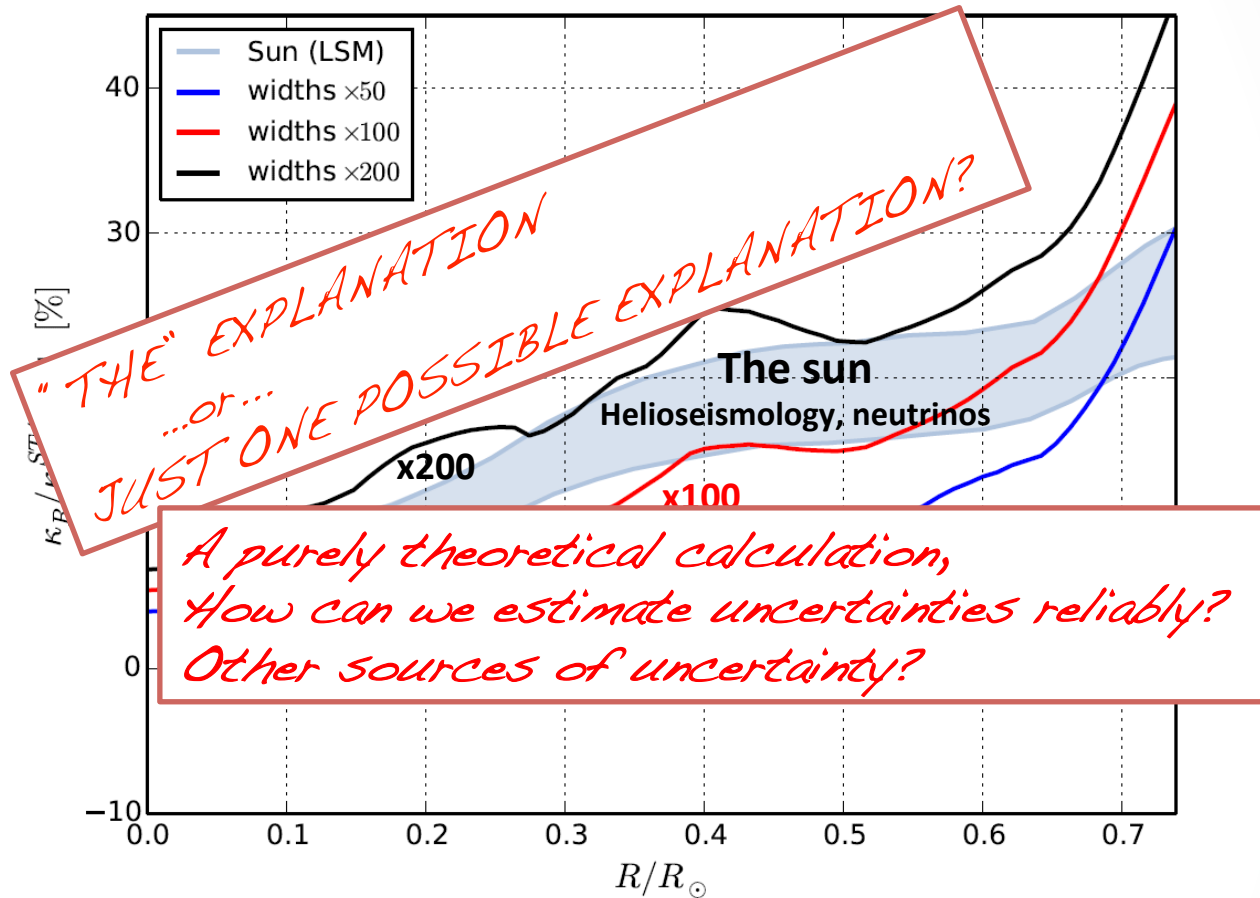 Sun (LSM)
widths ×50
widths ×100
widths ×200
40
30
[%]
"THE" EXPLANATION
...or...
JUST ONE POSSIBLE EXPLANATION?
The sun
Helioseismology, neutrinos
x200
x100
A purely theoretical calculation,
How can we estimate uncertainties reliably?
Other sources of uncertainty?
0
−10
0.0 0.1 0.2 0.3 0.4 0.5 0.6 0.7
R/R☉